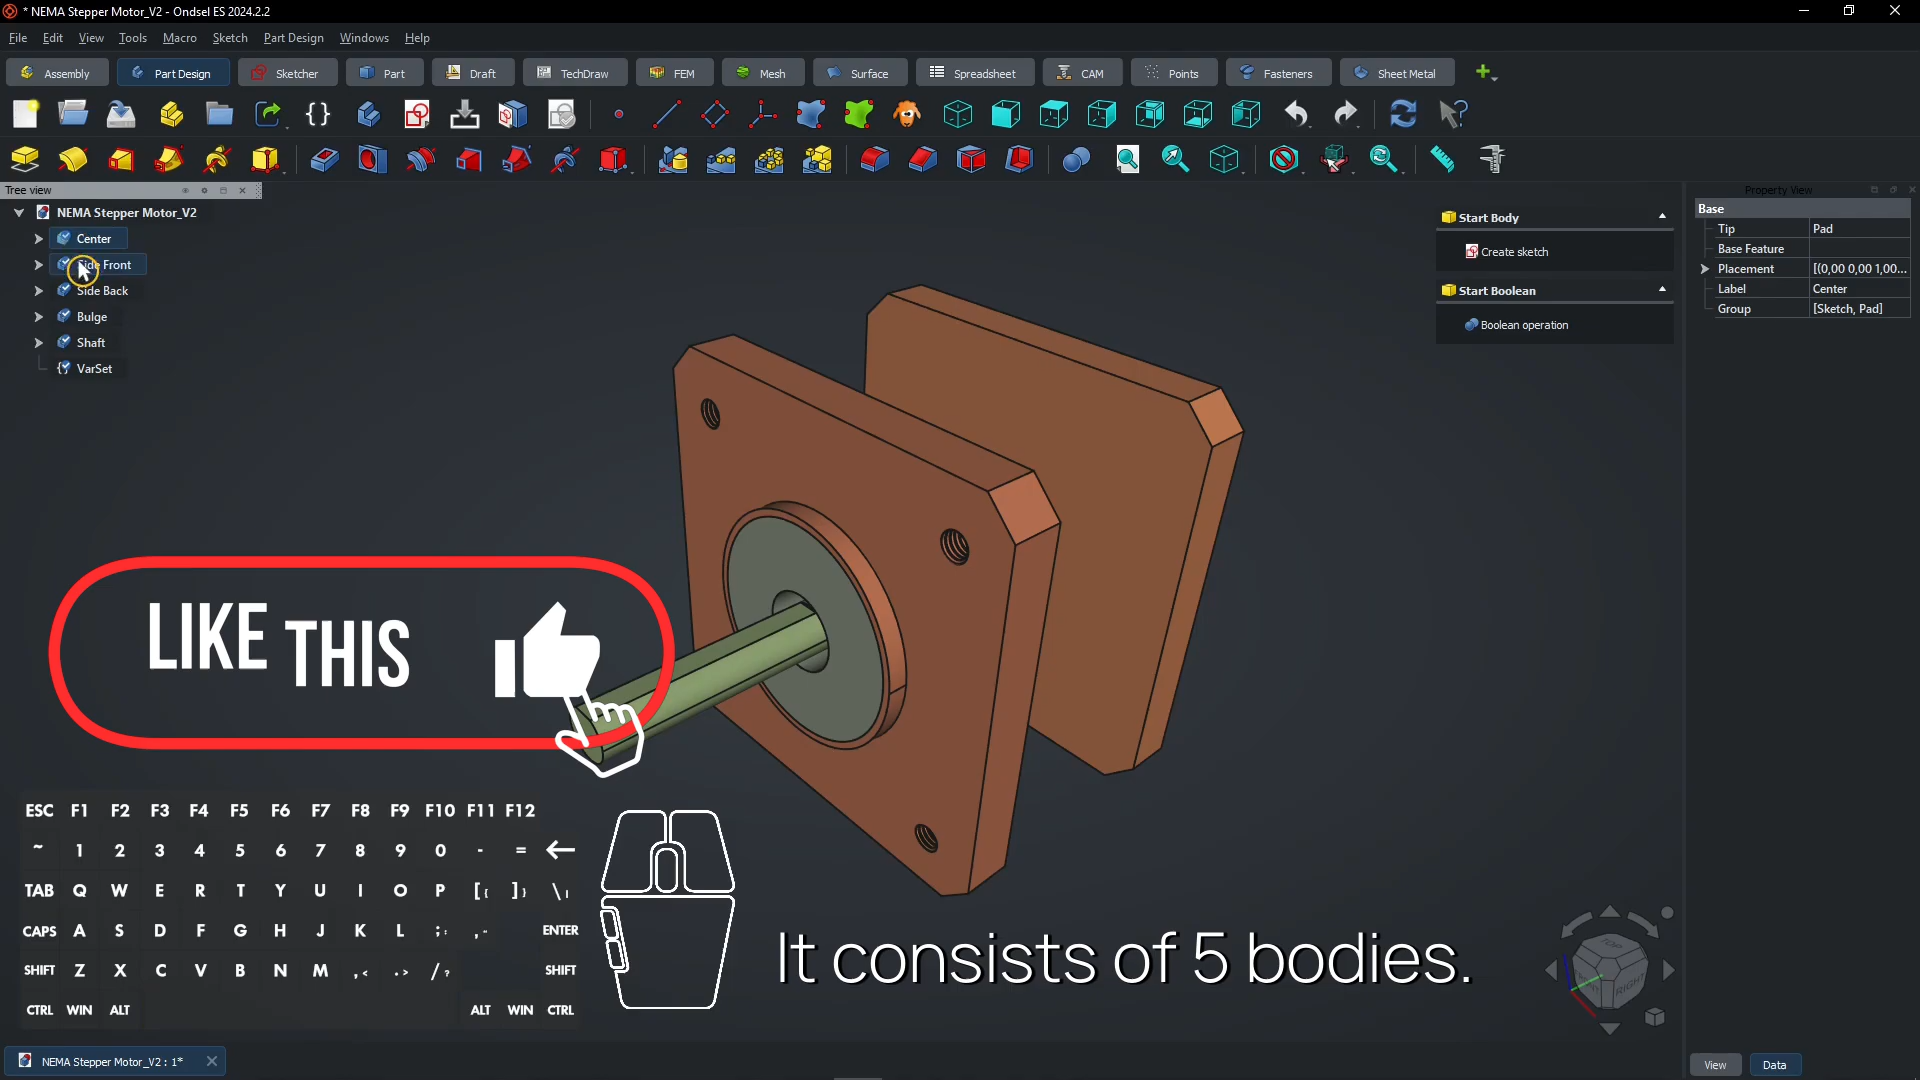 * NEMA Stepper Motor_V2 - Ondsel ES 2024.2.2
File Edit View Tools Macro Sketch Part Design Windows Help
Assembly Part Design Sketcher Part Draft TechDraw FEM Mesh Surface Spreadsheet CAM Points Fasteners Sheet Metal
Tree view
NEMA Stepper Motor_V2
Center
Side Front
Side Back
Bulge
Shaft
VarSet
Start Body
Create sketch
Start Boolean
Boolean operation
Property View
Base
Tip Pad
Base Feature
Placement [(0,00 0,00 1,00...
Label Center
Group [Sketch, Pad]
LIKE THIS
ESC F1 F2 F3 F4 F5 F6 F7 F8 F9 F10 F11 F12
~ 1 2 3 4 5 6 7 8 9 0 - =
TAB Q W E R T Y U I O P [{ ]} \|
CAPS A S D F G H J K L ;: ,“ ENTER
SHIFT Z X C V B N M ,< .> /? SHIFT
CTRL WIN ALT ALT WIN CTRL
It consists of 5 bodies.
TOP
RIGHT
NEMA Stepper Motor_V2 : 1*
View Data